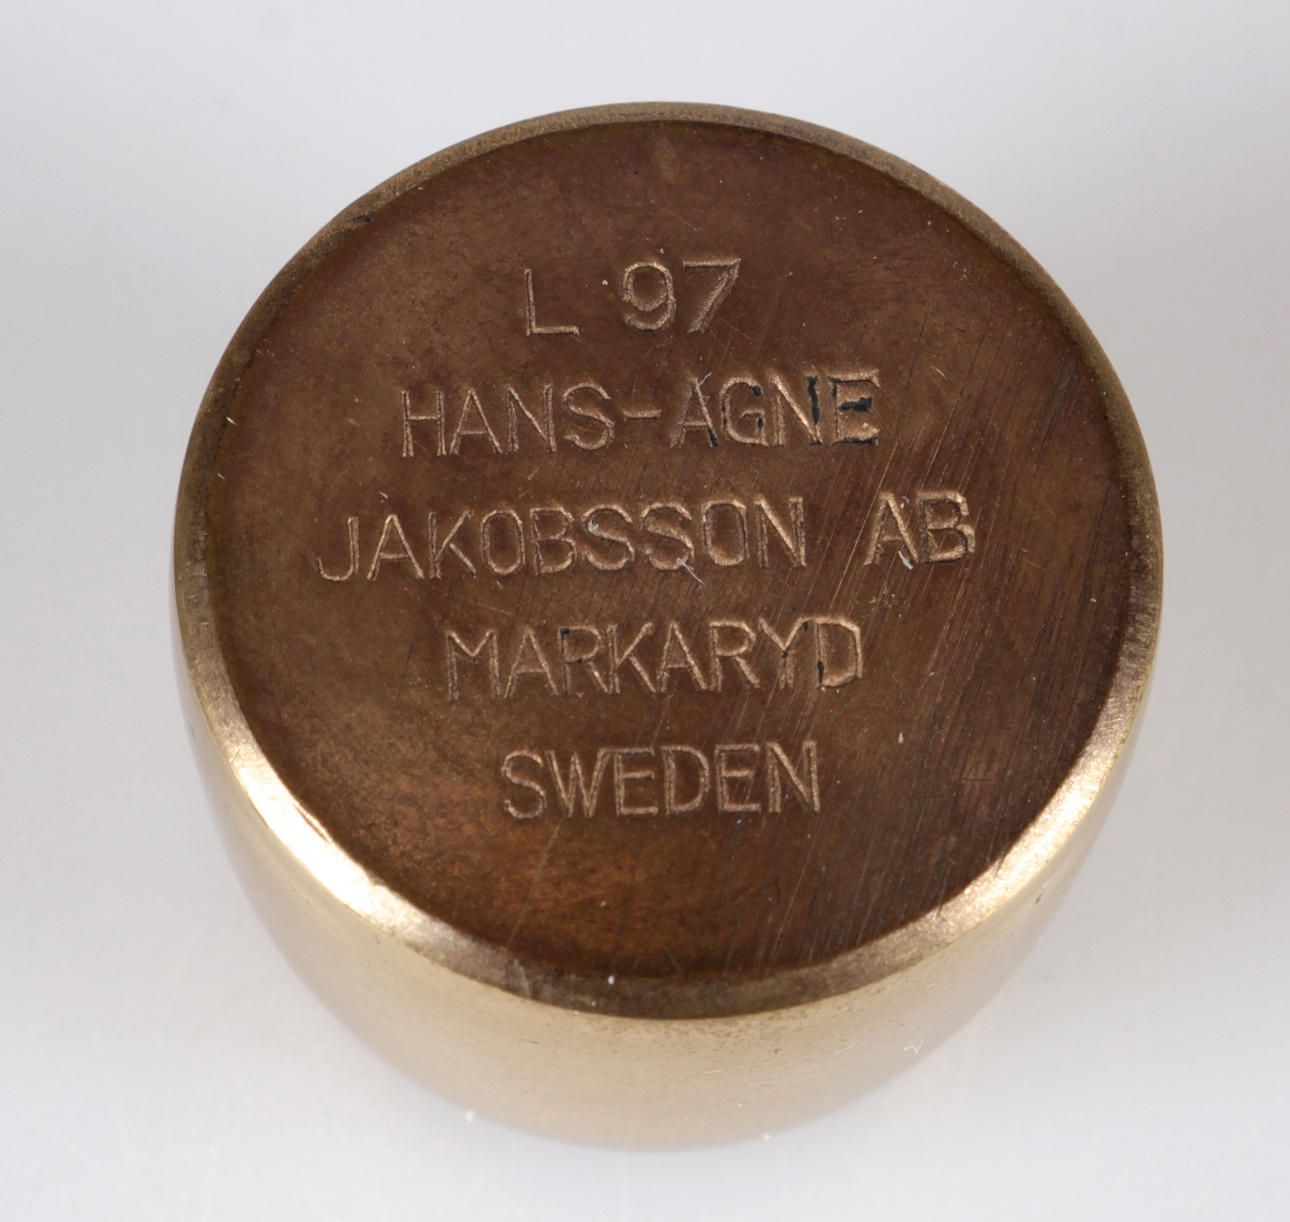 L 97
HANS-AGNE
JAKOBSSON AB
MARKARYD
SWEDEN